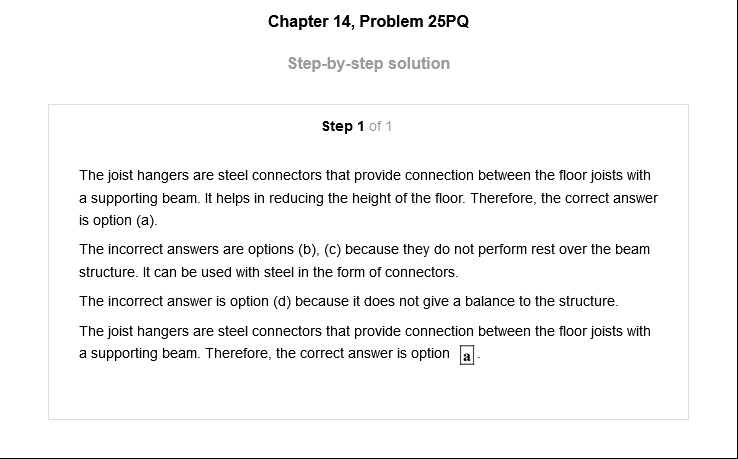 Chapter 14, Problem 25PQ
Step-by-step solution
Step 1 of 1
The joist hangers are steel connectors that provide connection between the floor joists with
a supporting beam. It helps in reducing the height of the floor. Therefore, the correct answer
is option (a).
The incorrect answers are options (b), (c) because they do not perform rest over the beam
structure. It can be used with steel in the form of connectors.
The incorrect answer is option (d) because it does not give a balance to the structure.
The joist hangers are steel connectors that provide connection between the floor joists with
a supporting beam. Therefore, the correct answer is option a .